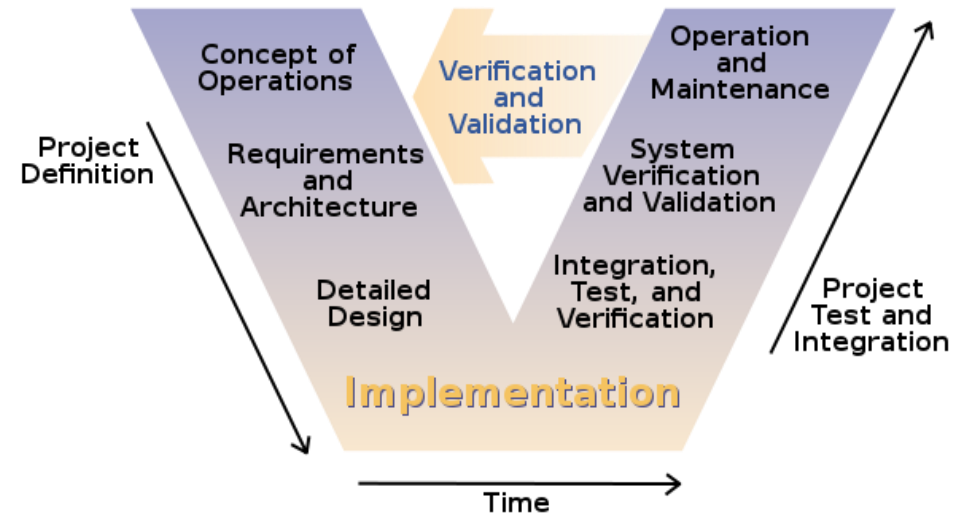 Concept of
Operations
Verification
and
Validation
Operation
and
Maintenance
Project
Definition
Requirements
and
Architecture
System
Verification
and Validation
Detailed
Design
Integration,
Test, and
Verification
Project
Test and
Integration
Implementation
Time